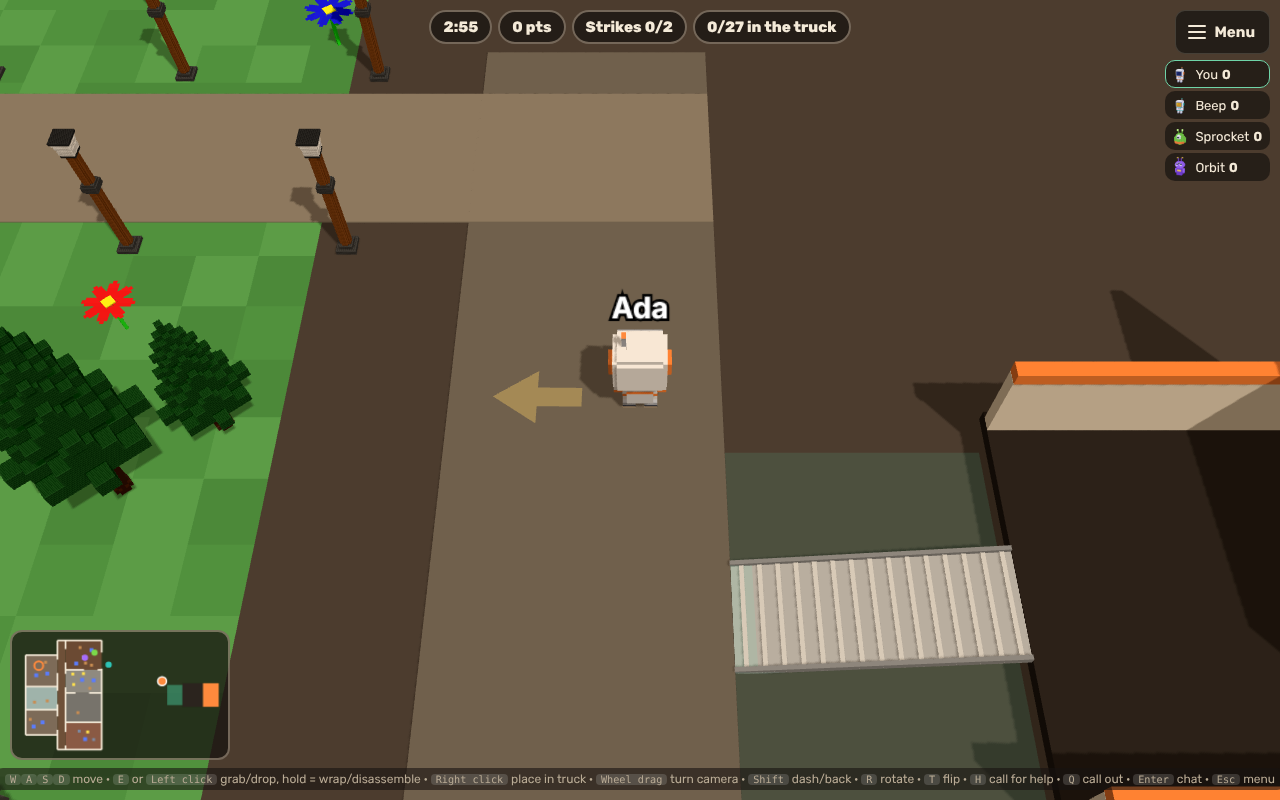 2:55
0 pts
Strikes 0/2
0/27 in the truck
Menu
You 0
Beep 0
Sprocket 0
Orbit 0
Ada
W A S D move • E or Left click grab/drop, hold = wrap/disassemble • Right click place in truck • Wheel drag turn camera • Shift dash/back • R rotate • T flip • H call for help • Q call out • Enter chat • Esc menu